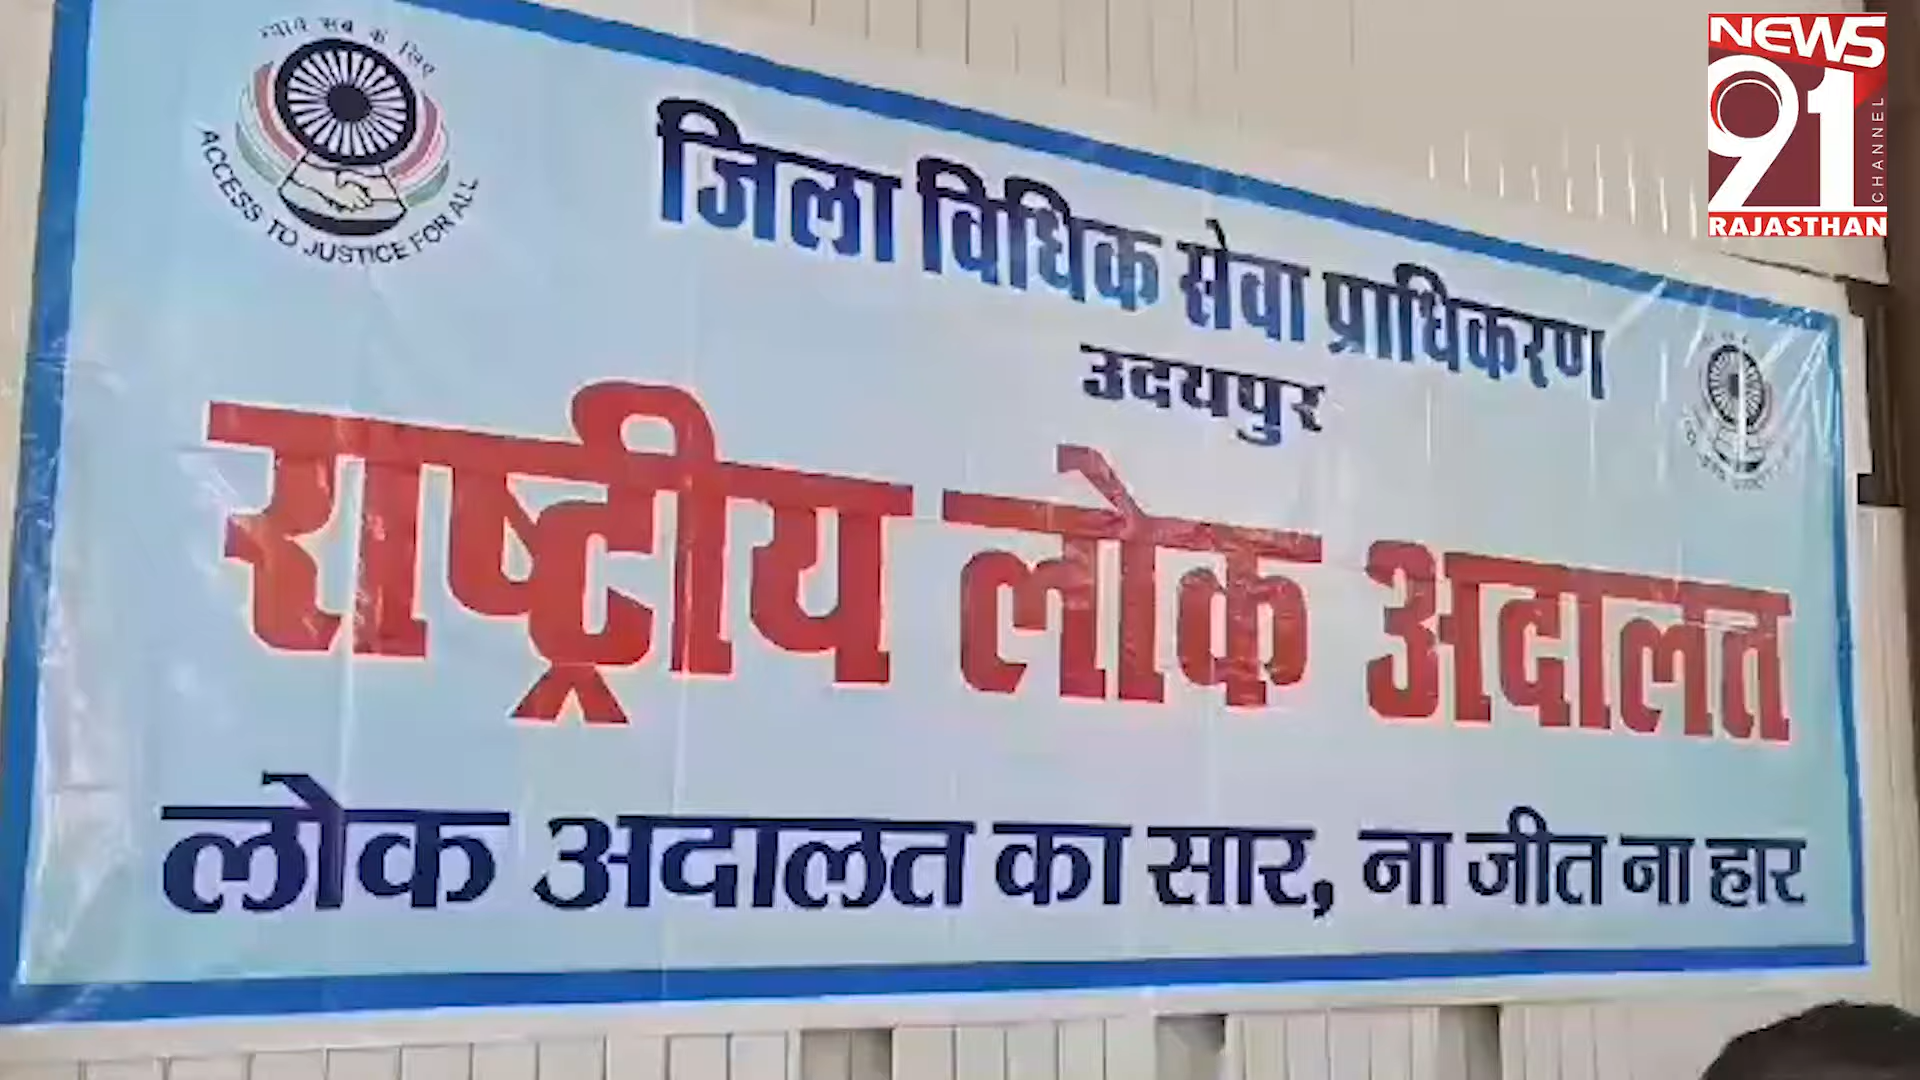 न्याय सब के लिए
ACCESS TO JUSTICE FOR ALL
जिला विधिक सेवा प्राधिकरण
उदयपुर
राष्ट्रीय लोक अदालत
लोक अदालत का सार, ना जीत ना हार
NEWS
91
CHANNEL
RAJASTHAN